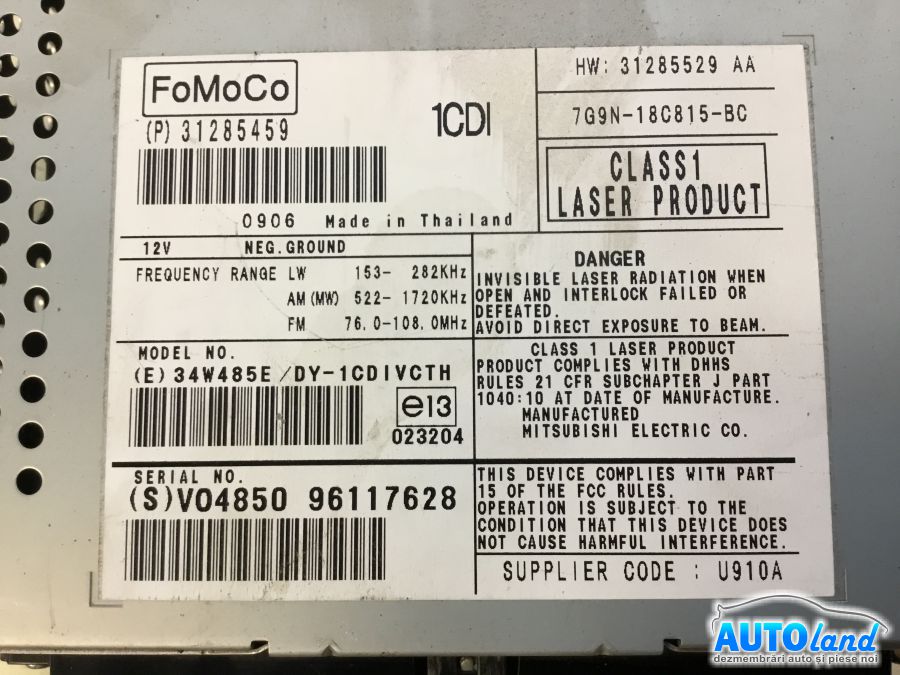 FoMoCo
(P) 31285459
1CDI
HW: 31285529 AA
7G9N-18C815-BC
CLASS1
LASER PRODUCT
0906 Made in Thailand
12V NEG.GROUND
FREQUENCY RANGE LW 153- 282KHz
AM (MW) 522- 1720KHz
FM 76.0-108.0MHz
DANGER
INVISIBLE LASER RADIATION WHEN
OPEN AND INTERLOCK FAILED OR
DEFEATED.
AVOID DIRECT EXPOSURE TO BEAM.
MODEL NO.
(E) 34W485E/DY-1CDIVCTH
e13
023204
CLASS 1 LASER PRODUCT
PRODUCT COMPLIES WITH DHHS
RULES 21 CFR SUBCHAPTER J PART
1040:10 AT DATE OF MANUFACTURE.
MANUFACTURED
MITSUBISHI ELECTRIC CO.
SERIAL NO.
(S)VO4850 96117628
THIS DEVICE COMPLIES WITH PART
15 OF THE FCC RULES.
OPERATION IS SUBJECT TO THE
CONDITION THAT THIS DEVICE DOES
NOT CAUSE HARMFUL INTERFERENCE.
SUPPLIER CODE : U910A
AUTOland
dezmembrări auto și piese noi